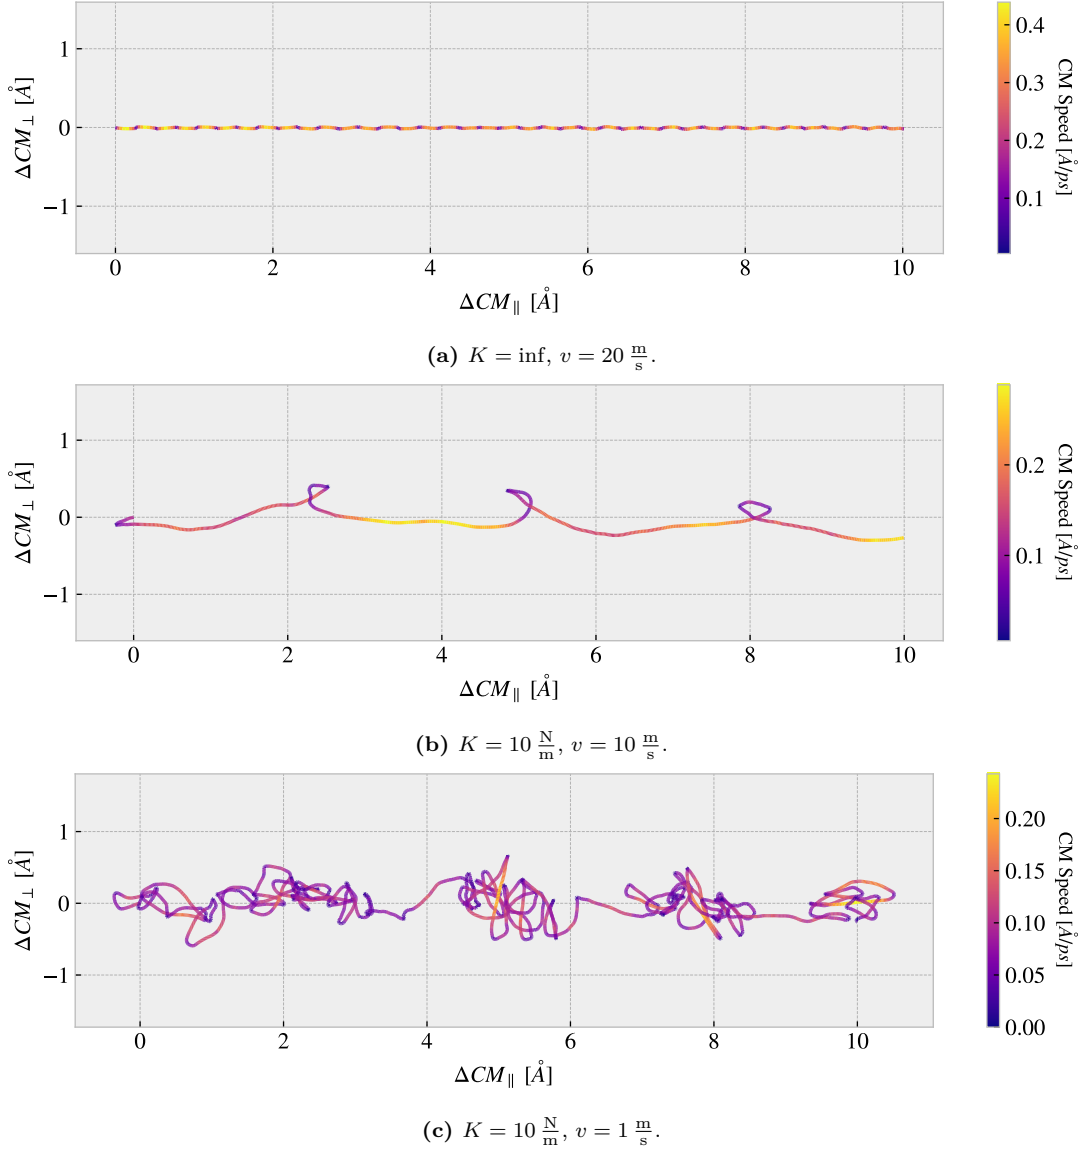 1
0
−1
ΔCM⊥ [Å]
0 2 4 6 8 10
ΔCM∥ [Å]
0.4
0.3
0.2
0.1
CM Speed [Å/ps]
(a) K = inf, v = 20 m/s.
1
0
−1
ΔCM⊥ [Å]
0 2 4 6 8 10
ΔCM∥ [Å]
0.2
0.1
CM Speed [Å/ps]
(b) K = 10 N/m, v = 10 m/s.
1
0
−1
ΔCM⊥ [Å]
0 2 4 6 8 10
ΔCM∥ [Å]
0.20
0.15
0.10
0.05
0.00
CM Speed [Å/ps]
(c) K = 10 N/m, v = 1 m/s.